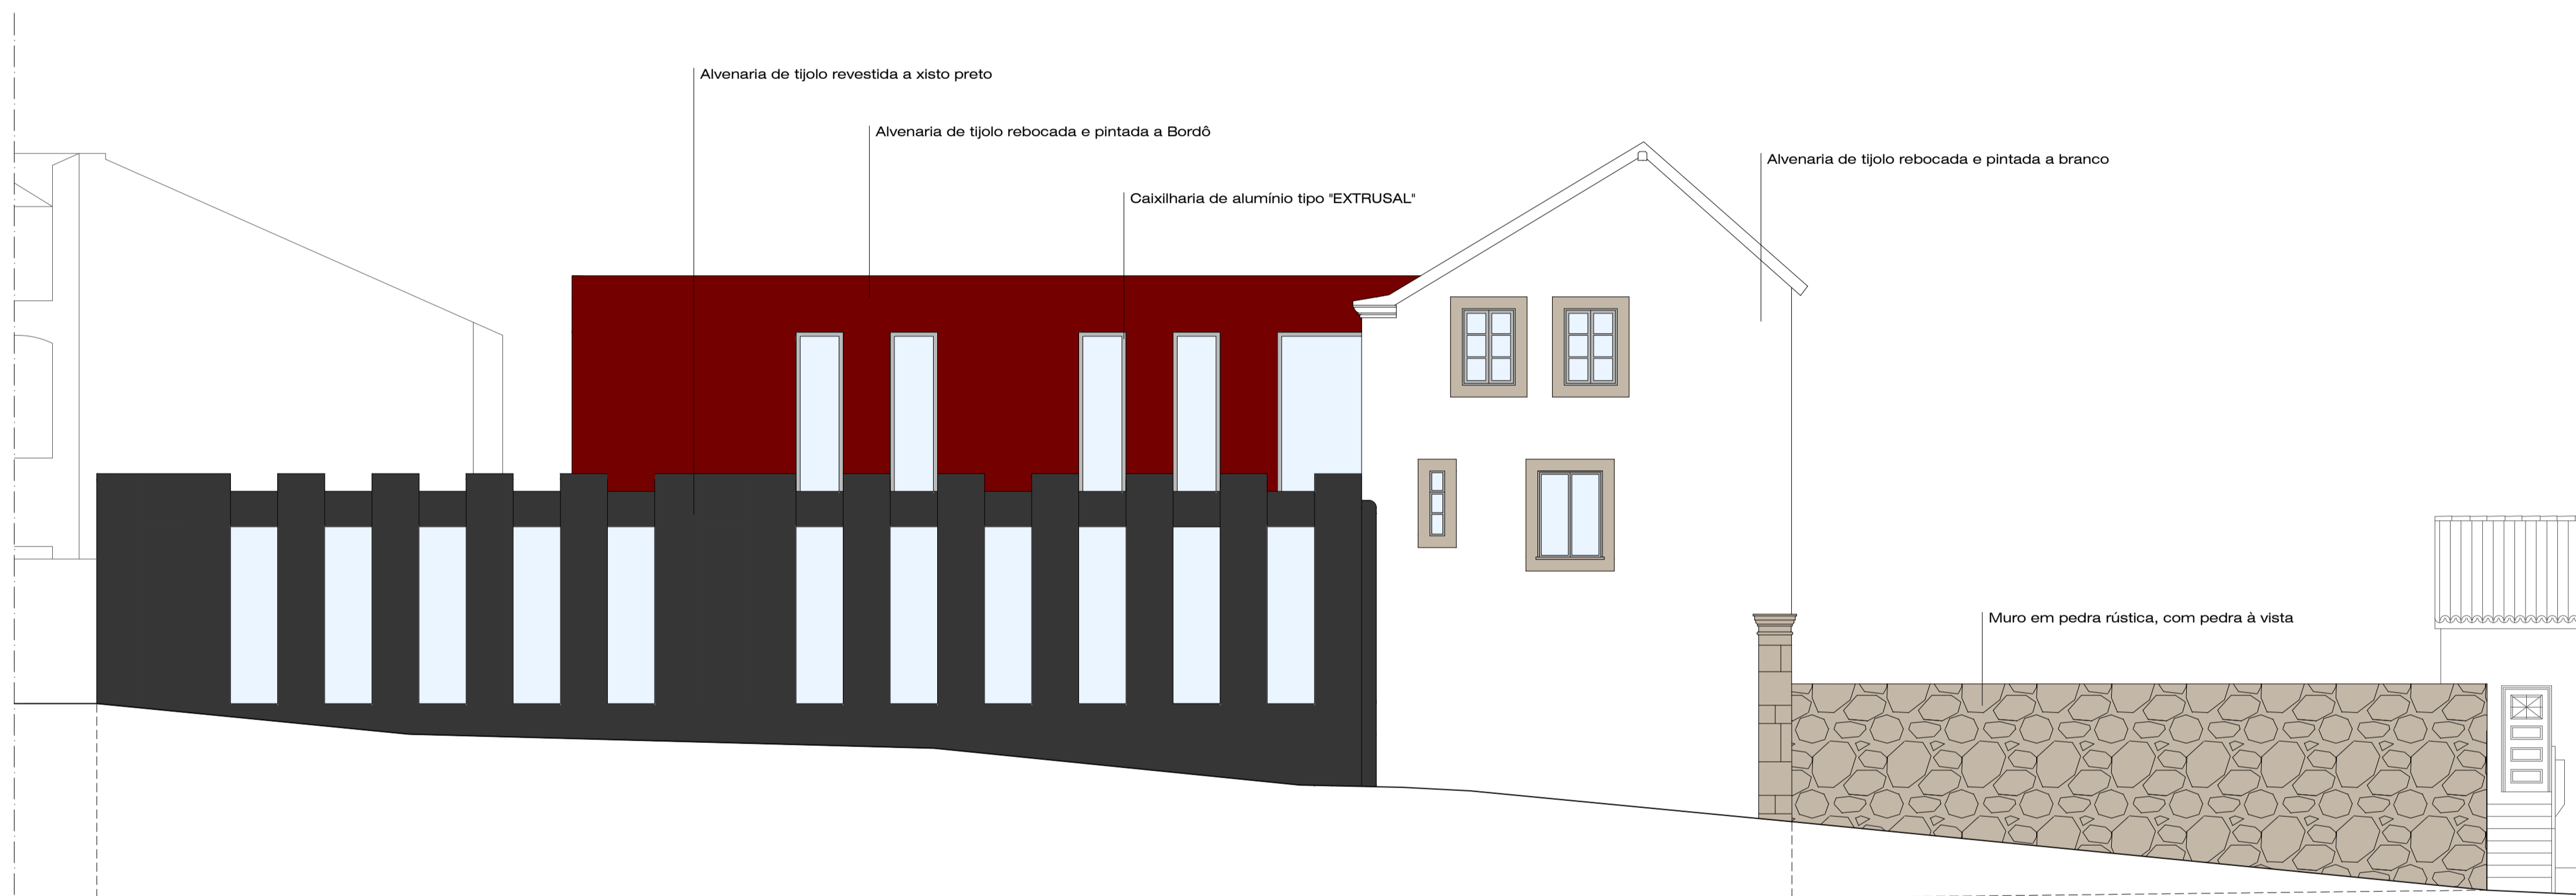 Alvenaria de tijolo revestida a xisto preto
Alvenaria de tijolo rebocada e pintada a Bordô
Alvenaria de tijolo rebocada e pintada a branco
Caixilharia de alumínio tipo "EXTRUSAL"
Muro em pedra rústica, com pedra à vista